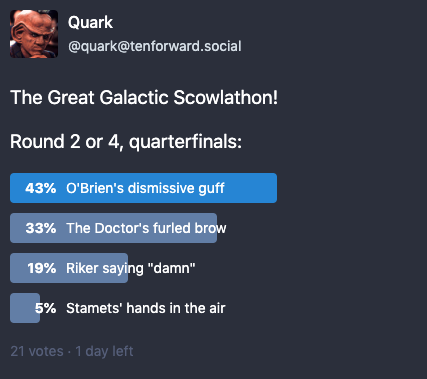 Quark
@quark@tenforward.social
The Great Galactic Scowlathon!
Round 2 or 4, quarterfinals:
43% O'Brien's dismissive guff
33% The Doctor's furled brow
19% Riker saying "damn"
5% Stamets' hands in the air
21 votes · 1 day left